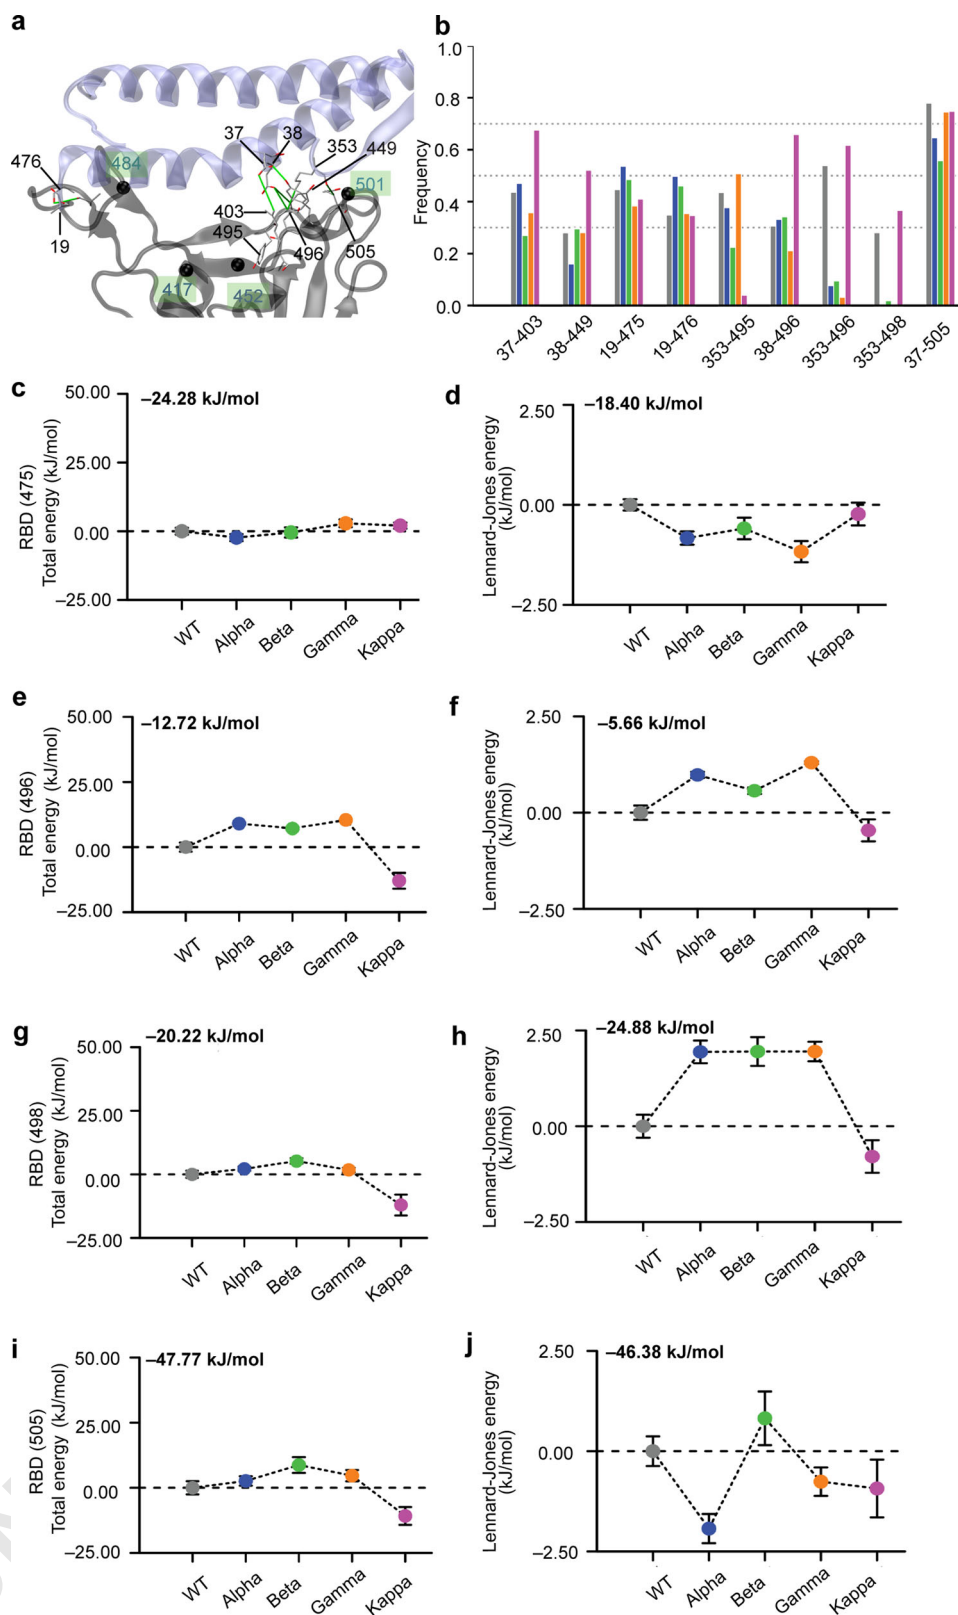 a
476
484
37
38
353
449
501
19
403
495
496
505
417
452
b
Frequency
1.0
0.8
0.6
0.4
0.2
0.0
37-403
38-449
19-475
19-476
353-495
38-496
353-496
353-498
37-505
c
RBD (475)
Total energy (kJ/mol)
50.00
25.00
0.00
–25.00
–24.28 kJ/mol
WT
Alpha
Beta
Gamma
Kappa
d
Lennard-Jones energy
(kJ/mol)
2.50
0.00
–2.50
–18.40 kJ/mol
WT
Alpha
Beta
Gamma
Kappa
e
RBD (496)
Total energy (kJ/mol)
50.00
25.00
0.00
–25.00
–12.72 kJ/mol
WT
Alpha
Beta
Gamma
Kappa
f
Lennard-Jones energy
(kJ/mol)
2.50
0.00
–2.50
–5.66 kJ/mol
WT
Alpha
Beta
Gamma
Kappa
g
RBD (498)
Total energy (kJ/mol)
50.00
25.00
0.00
–25.00
–20.22 kJ/mol
WT
Alpha
Beta
Gamma
Kappa
h
Lennard-Jones energy
(kJ/mol)
2.50
0.00
–2.50
–24.88 kJ/mol
WT
Alpha
Beta
Gamma
Kappa
i
RBD (505)
Total energy (kJ/mol)
50.00
25.00
0.00
–25.00
–47.77 kJ/mol
WT
Alpha
Beta
Gamma
Kappa
j
Lennard-Jones energy
(kJ/mol)
2.50
0.00
–2.50
–46.38 kJ/mol
WT
Alpha
Beta
Gamma
Kappa